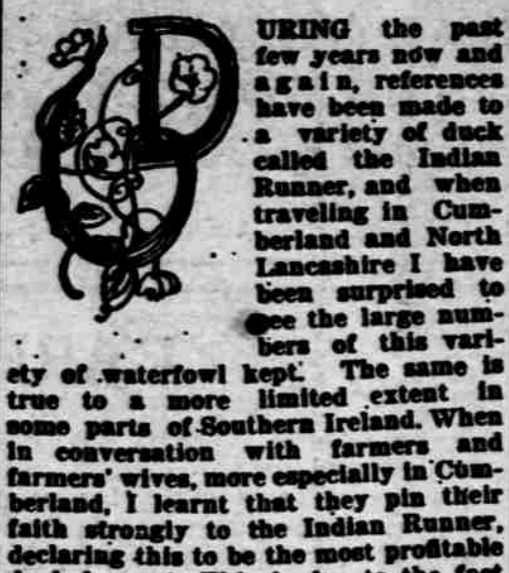 DURING the past
few years now and
again, references
have been made to
a variety of duck
called the Indian
Runner, and when
traveling in Cum-
berland and North
Lancashire I have
been surprised to
see the large num-
bers of this vari-
ety of waterfowl kept. The same is
true to a more limited extent in
some parts of Southern Ireland. When
in conversation with farmers and
farmers' wives, more especially in Cum-
berland, I learnt that they pin their
faith strongly to the Indian Runner,
declaring this to be the most profitable